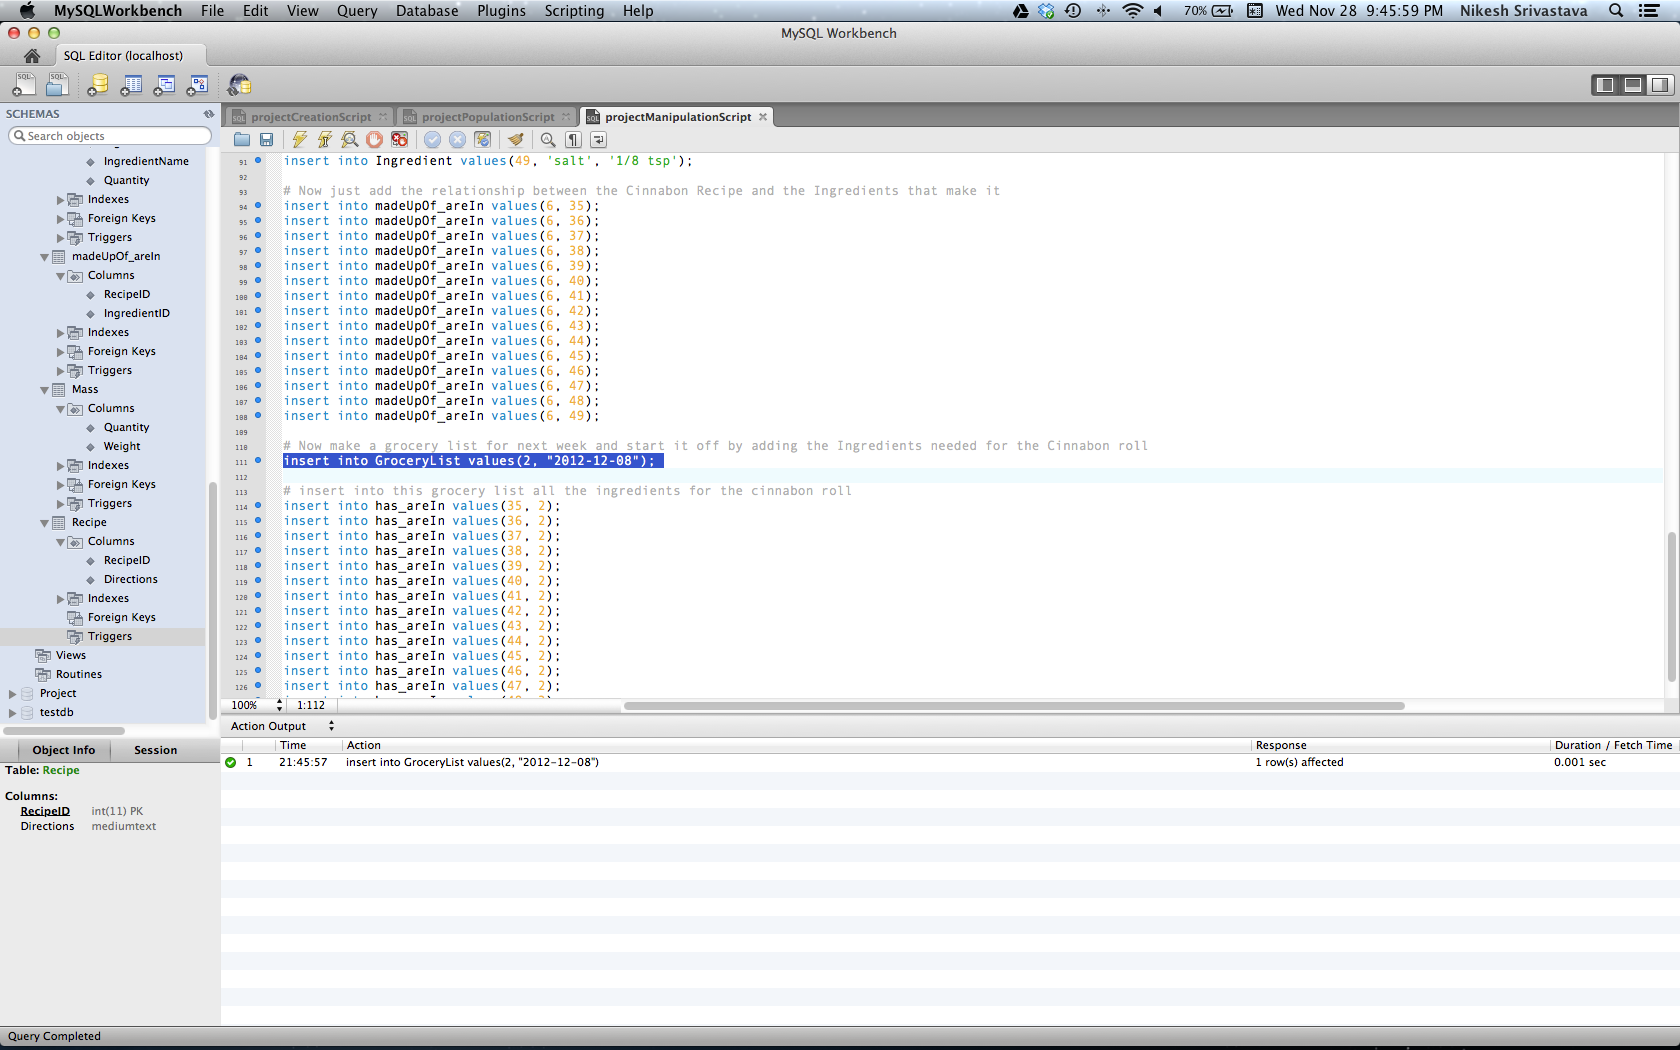 MySQLWorkbench File Edit View Query Database Plugins Scripting Help 70% Wed Nov 28 9:45:59 PM Nikesh Srivastava
MySQL Workbench
SQL Editor (localhost)
SCHEMAS
Search objects
IngredientName
Quantity
Indexes
Foreign Keys
Triggers
madeUpOf_areIn
Columns
RecipeID
IngredientID
Indexes
Foreign Keys
Triggers
Mass
Columns
Quantity
Weight
Indexes
Foreign Keys
Triggers
Recipe
Columns
RecipeID
Directions
Indexes
Foreign Keys
Triggers
Views
Routines
Project
testdb
Object Info Session
Table: Recipe
Columns:
RecipeID int(11) PK
Directions mediumtext
projectCreationScript projectPopulationScript projectManipulationScript
91 insert into Ingredient values(49, 'salt', '1/8 tsp');
92
93 # Now just add the relationship between the Cinnabon Recipe and the Ingredients that make it
94 insert into madeUpOf_areIn values(6, 35);
95 insert into madeUpOf_areIn values(6, 36);
96 insert into madeUpOf_areIn values(6, 37);
97 insert into madeUpOf_areIn values(6, 38);
98 insert into madeUpOf_areIn values(6, 39);
99 insert into madeUpOf_areIn values(6, 40);
100 insert into madeUpOf_areIn values(6, 41);
101 insert into madeUpOf_areIn values(6, 42);
102 insert into madeUpOf_areIn values(6, 43);
103 insert into madeUpOf_areIn values(6, 44);
104 insert into madeUpOf_areIn values(6, 45);
105 insert into madeUpOf_areIn values(6, 46);
106 insert into madeUpOf_areIn values(6, 47);
107 insert into madeUpOf_areIn values(6, 48);
108 insert into madeUpOf_areIn values(6, 49);
109
110 # Now make a grocery list for next week and start it off by adding the Ingredients needed for the Cinnabon roll
111 insert into GroceryList values(2, "2012-12-08");
112
113 # insert into this grocery list all the ingredients for the cinnabon roll
114 insert into has_areIn values(35, 2);
115 insert into has_areIn values(36, 2);
116 insert into has_areIn values(37, 2);
117 insert into has_areIn values(38, 2);
118 insert into has_areIn values(39, 2);
119 insert into has_areIn values(40, 2);
120 insert into has_areIn values(41, 2);
121 insert into has_areIn values(42, 2);
122 insert into has_areIn values(43, 2);
123 insert into has_areIn values(44, 2);
124 insert into has_areIn values(45, 2);
125 insert into has_areIn values(46, 2);
126 insert into has_areIn values(47, 2);
100% 1:112
Action Output
Time Action Response Duration / Fetch Time
1 21:45:57 insert into GroceryList values(2, "2012-12-08") 1 row(s) affected 0.001 sec
Query Completed